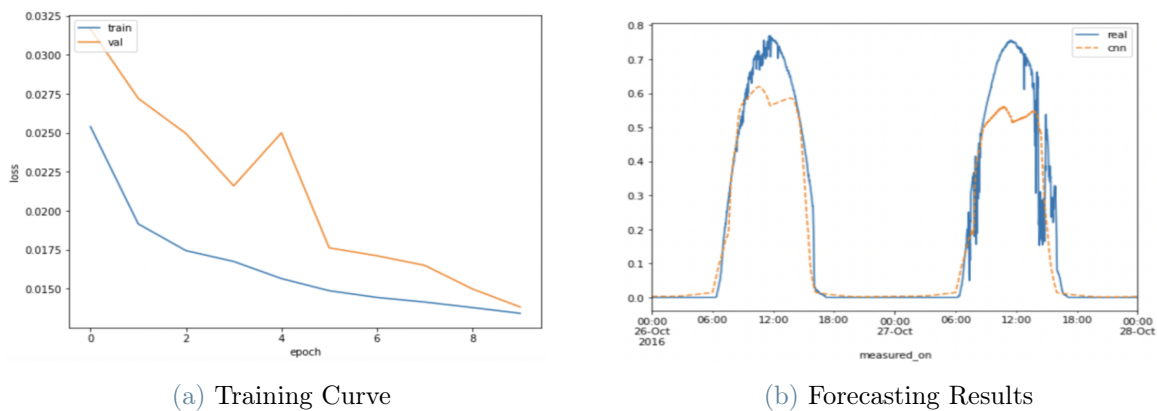 0.0325
0.0300
0.0275
0.0250
0.0225
0.0200
0.0175
0.0150
loss
train
val
0 2 4 6 8
epoch
(a) Training Curve
0.8
0.7
0.6
0.5
0.4
0.3
0.2
0.1
0.0
real
cnn
00:00 06:00 12:00 18:00 00:00 06:00 12:00 18:00 00:00
26-Oct 27-Oct 28-Oct
2016
measured_on
(b) Forecasting Results